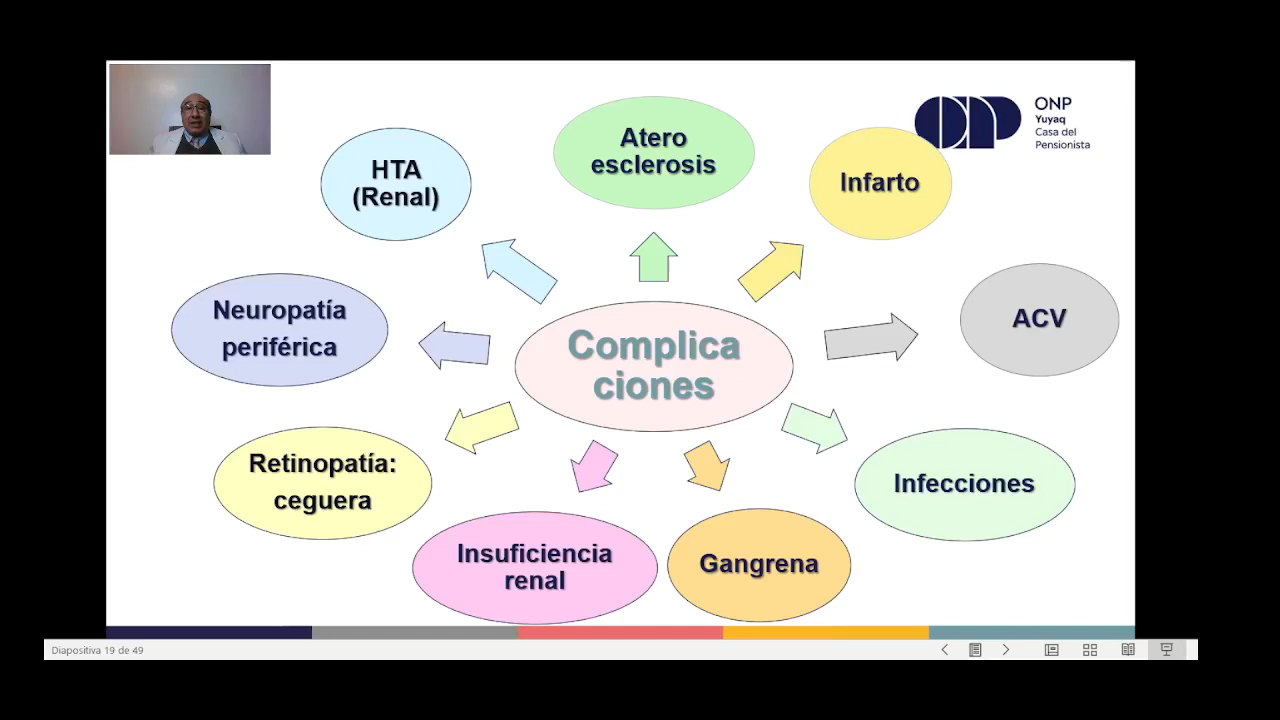 ONP
Yuyaq
Casa del
Pensionista
Atero
esclerosis
HTA
(Renal)
Infarto
Neuropatía
periférica
ACV
Complica
ciones
Retinopatía:
ceguera
Infecciones
Insuficiencia
renal
Gangrena
Diapositiva 19 de 49